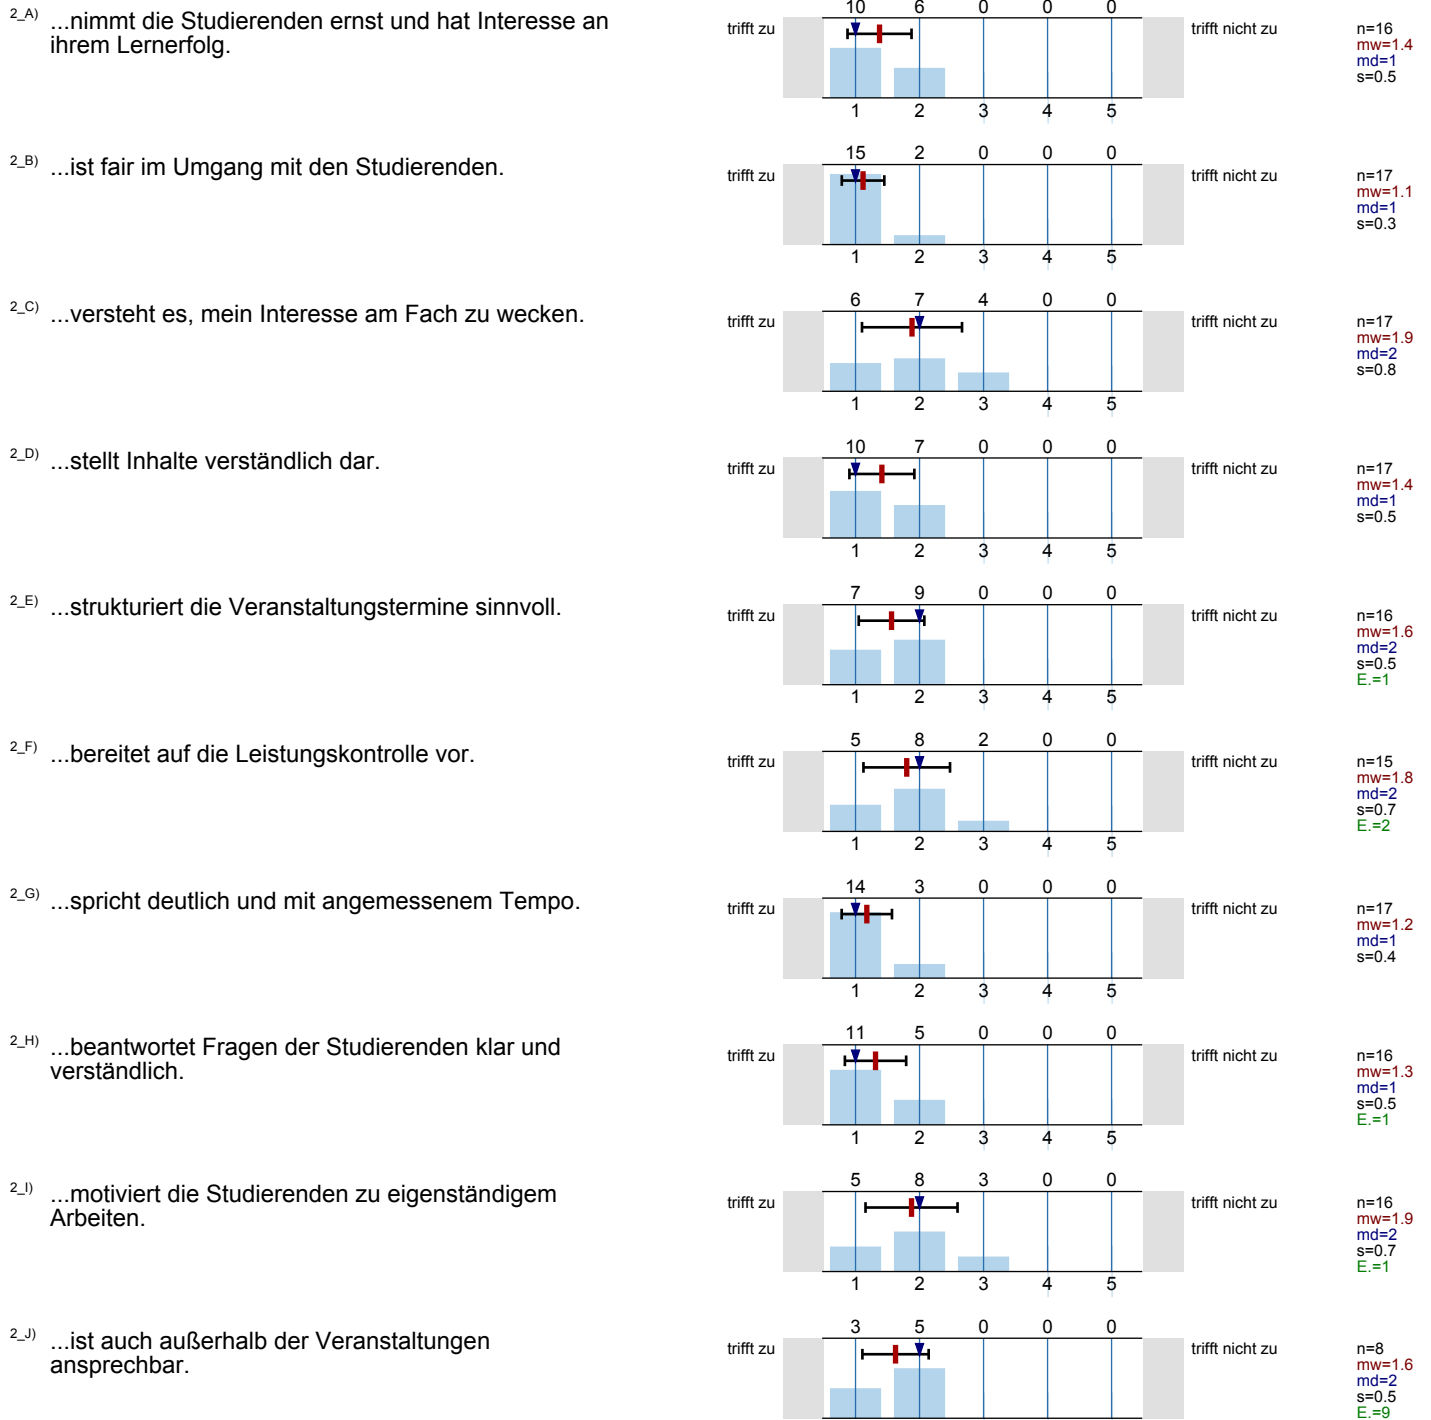 2_A) ...nimmt die Studierenden ernst und hat Interesse an
ihrem Lernerfolg.
10 6 0 0 0
trifft zu trifft nicht zu
n=16
mw=1.4
md=1
s=0.5
1 2 3 4 5
2_B) ...ist fair im Umgang mit den Studierenden.
15 2 0 0 0
trifft zu trifft nicht zu
n=17
mw=1.1
md=1
s=0.3
1 2 3 4 5
2_C) ...versteht es, mein Interesse am Fach zu wecken.
6 7 4 0 0
trifft zu trifft nicht zu
n=17
mw=1.9
md=2
s=0.8
1 2 3 4 5
2_D) ...stellt Inhalte verständlich dar.
10 7 0 0 0
trifft zu trifft nicht zu
n=17
mw=1.4
md=1
s=0.5
1 2 3 4 5
2_E) ...strukturiert die Veranstaltungstermine sinnvoll.
7 9 0 0 0
trifft zu trifft nicht zu
n=16
mw=1.6
md=2
s=0.5
E.=1
1 2 3 4 5
2_F) ...bereitet auf die Leistungskontrolle vor.
5 8 2 0 0
trifft zu trifft nicht zu
n=15
mw=1.8
md=2
s=0.7
E.=2
1 2 3 4 5
2_G) ...spricht deutlich und mit angemessenem Tempo.
14 3 0 0 0
trifft zu trifft nicht zu
n=17
mw=1.2
md=1
s=0.4
1 2 3 4 5
2_H) ...beantwortet Fragen der Studierenden klar und
verständlich.
11 5 0 0 0
trifft zu trifft nicht zu
n=16
mw=1.3
md=1
s=0.5
E.=1
1 2 3 4 5
2_I) ...motiviert die Studierenden zu eigenständigem
Arbeiten.
5 8 3 0 0
trifft zu trifft nicht zu
n=16
mw=1.9
md=2
s=0.7
E.=1
1 2 3 4 5
2_J) ...ist auch außerhalb der Veranstaltungen
ansprechbar.
3 5 0 0 0
trifft zu trifft nicht zu
n=8
mw=1.6
md=2
s=0.5
E.=9